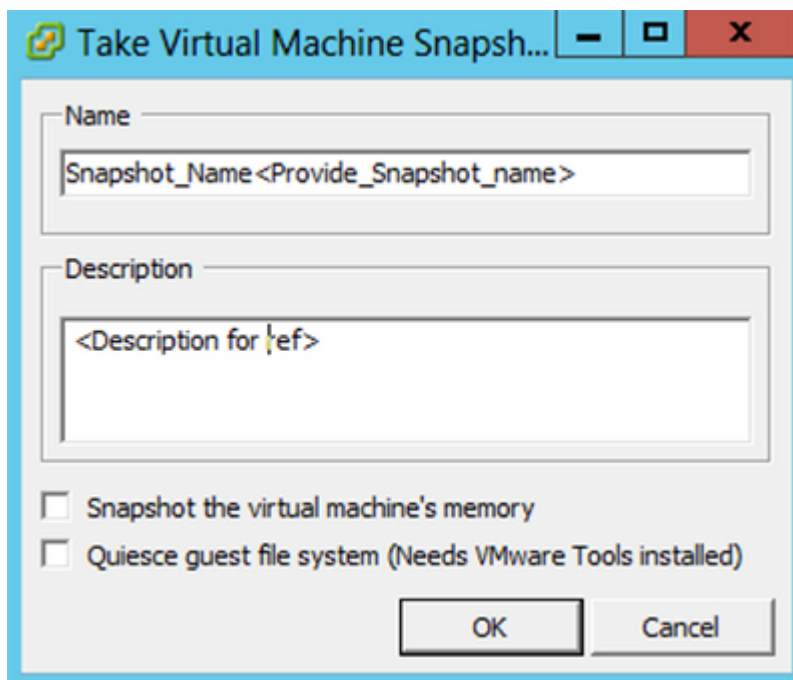 Take Virtual Machine Snapsh...
Name
Snapshot_Name<Provide_Snapshot_name>
Description
<Description for ref>
Snapshot the virtual machine's memory
Quiesce guest file system (Needs VMware Tools installed)
OK Cancel